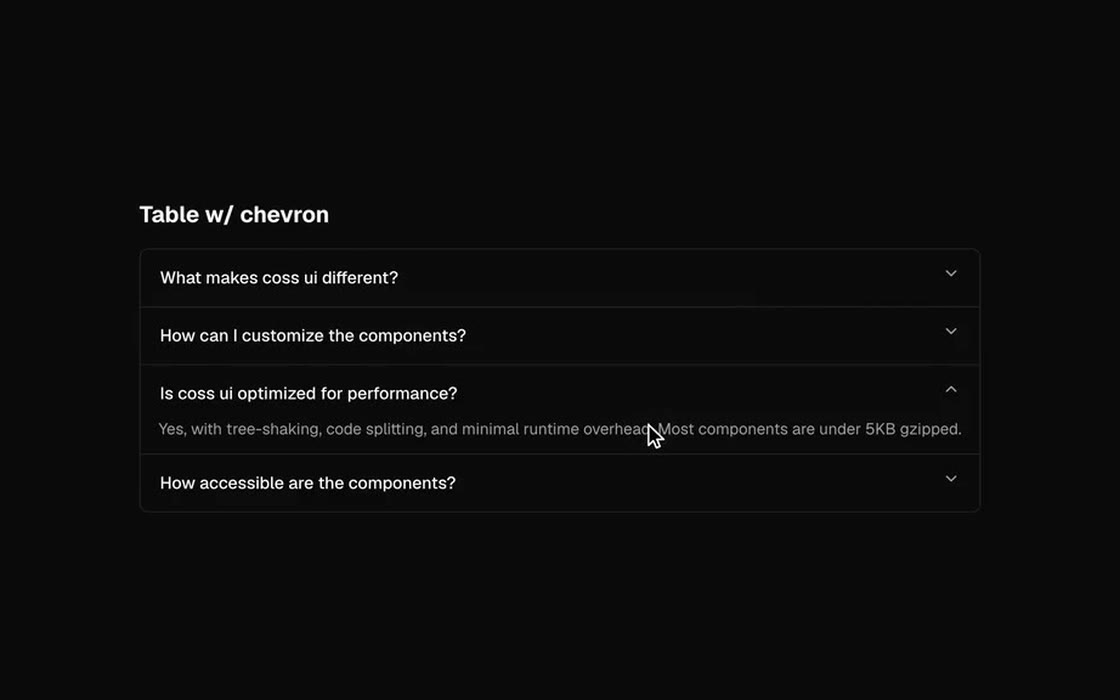 Table w/ chevron
What makes coss ui different?
How can I customize the components?
Is coss ui optimized for performance?
Yes, with tree-shaking, code splitting, and minimal runtime overhead. Most components are under 5KB gzipped.
How accessible are the components?